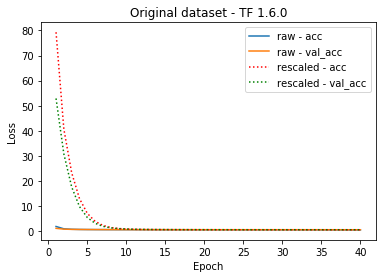 Original dataset - TF 1.6.0
80
70
60
50
40
30
20
10
0
Loss
raw - acc
raw - val_acc
rescaled - acc
rescaled - val_acc
0 5 10 15 20 25 30 35 40
Epoch